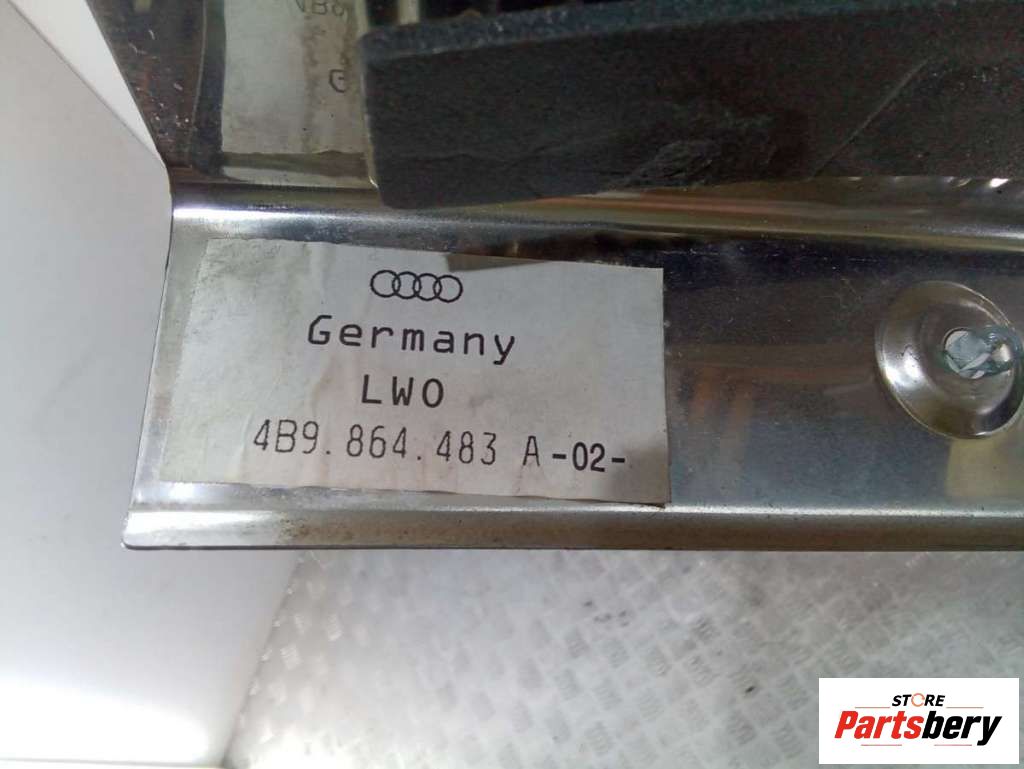 Germany
LWO
4B9.864.483 A -02-
STORE
Partsbery